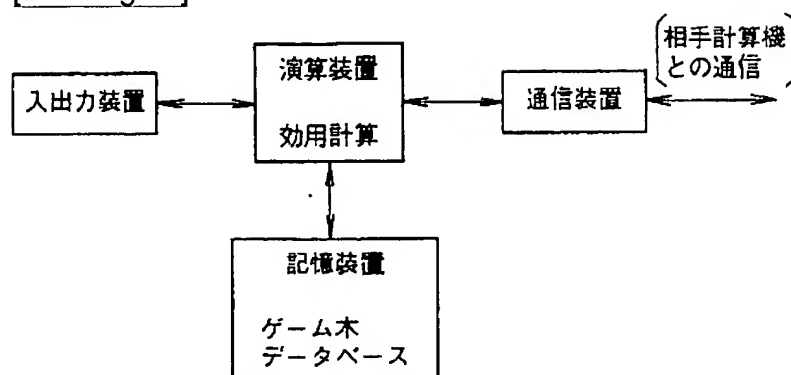 相手計算機
との通信
入出力装置
演算装置
効用計算
通信装置
記憶装置
ゲーム木
データベース